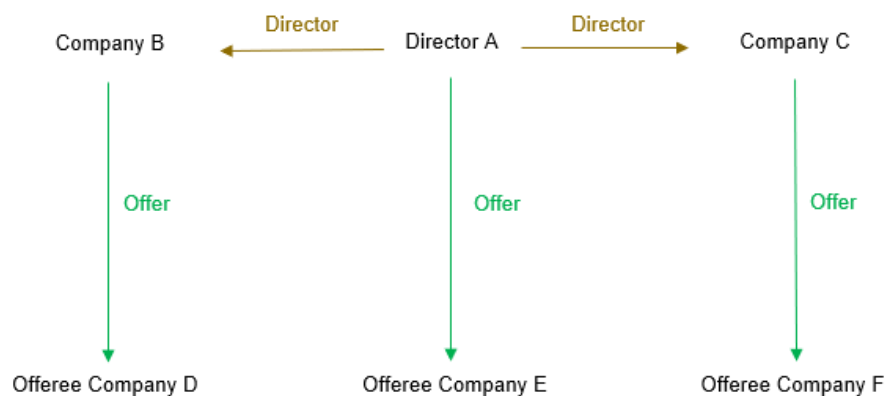 Director Director
Company B Director A Company C
Offer Offer Offer
Offeree Company D Offeree Company E Offeree Company F